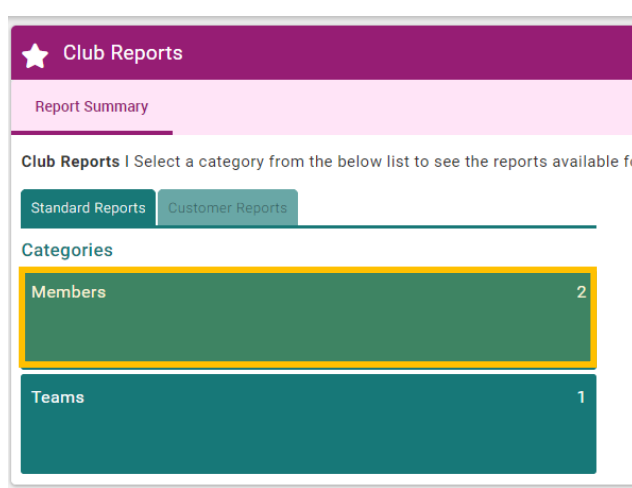 Club Reports
Report Summary
Club Reports | Select a category from the below list to see the reports available
Standard Reports Customer Reports
Categories
Members 2
Teams 1